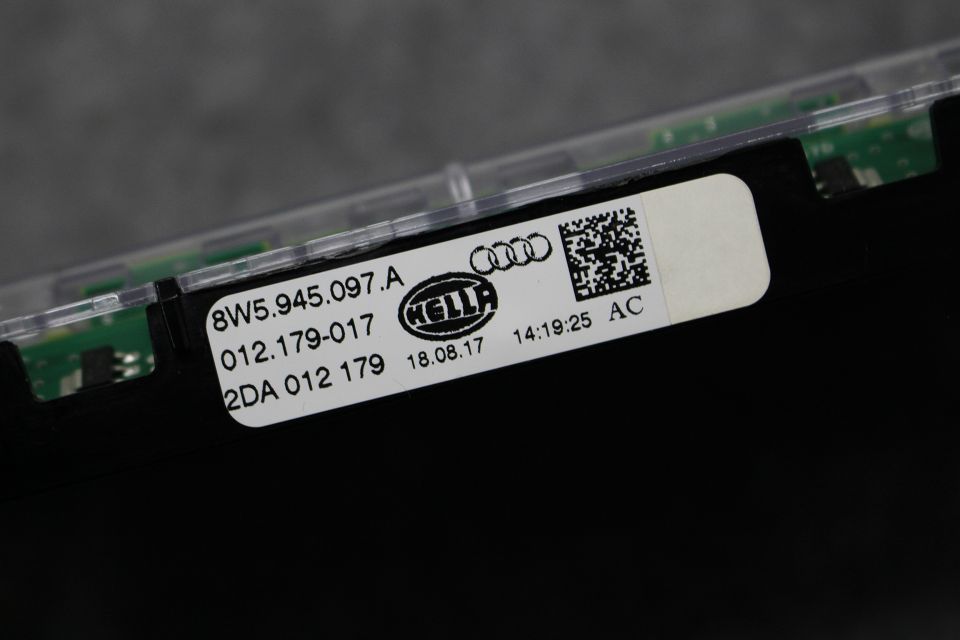 8W5.945.097.A
012.179-017
2DA 012 179
HELLA
18.08.17
14:19:25
AC